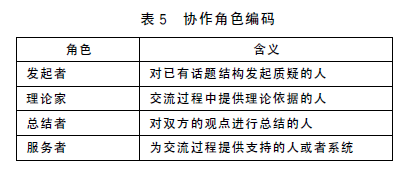 表5 协作角色编码
角色 含义
发起者 对已有话题结构发起质疑的人
理论家 交流过程中提供理论依据的人
总结者 对双方的观点进行总结的人
服务者 为交流过程提供支持的人或者系统